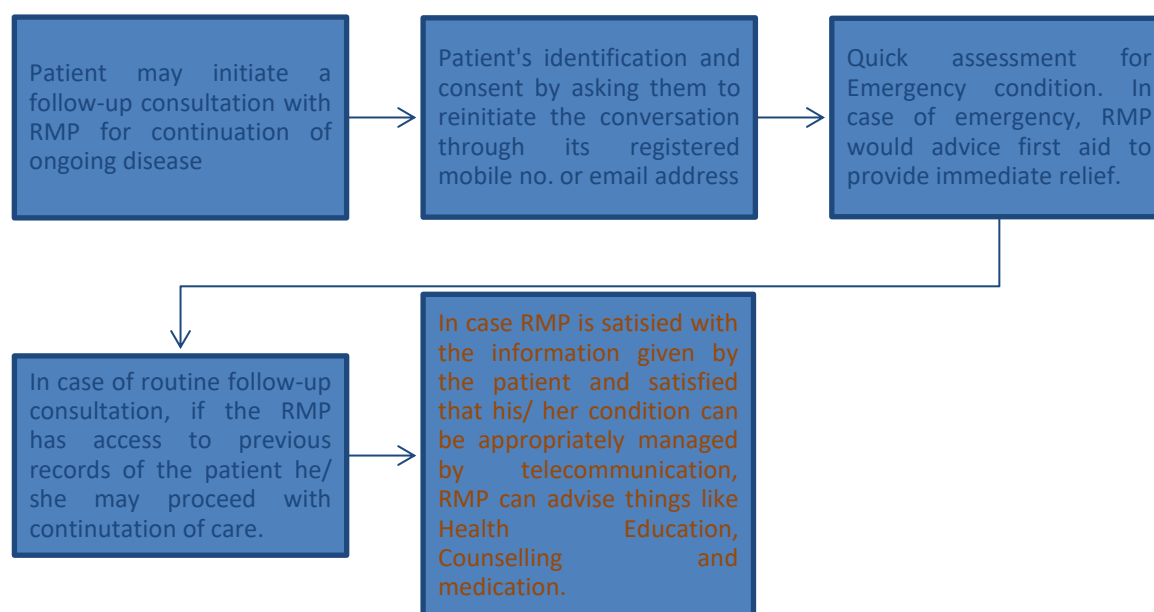 Patient may initiate a
follow-up consultation with
RMP for continuation of
ongoing disease
Patient's identification and
consent by asking them to
reinitiate the conversation
through its registered
mobile no. or email address
Quick assessment for
Emergency condition. In
case of emergency, RMP
would advice first aid to
provide immediate relief.
In case of routine follow-up
consultation, if the RMP
has access to previous
records of the patient he/
she may proceed with
continutation of care.
In case RMP is satisied with
the information given by
the patient and satisfied
that his/ her condition can
be appropriately managed
by telecommunication,
RMP can advise things like
Health Education,
Counselling and
medication.